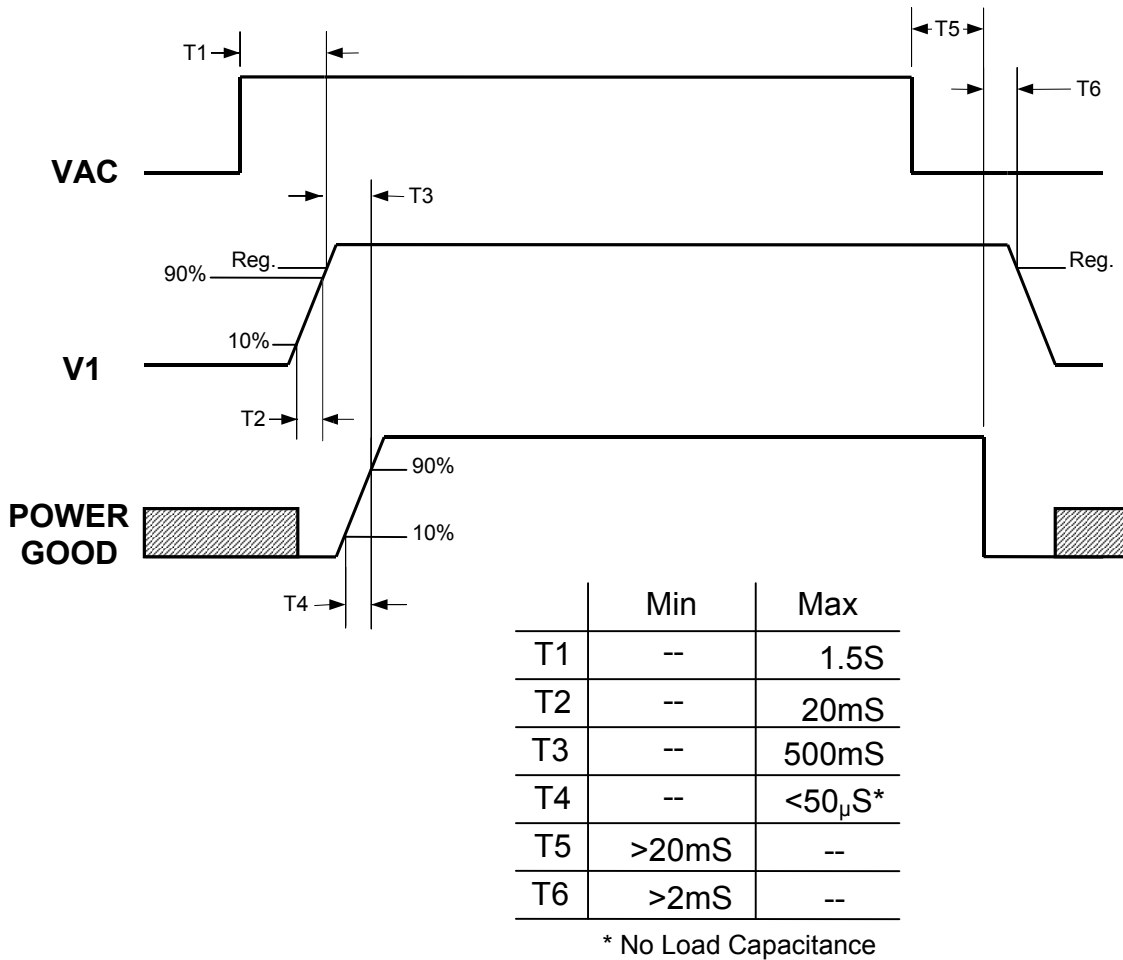 T5
T1
T6
VAC
T3
Reg.
90%
Reg.
10%
V1
T2
90%
POWER
GOOD
10%
T4
Min Max
T1 -- 1.5S
T2 -- 20mS
T3 -- 500mS
T4 -- <50µS*
T5 >20mS --
T6 >2mS --
* No Load Capacitance